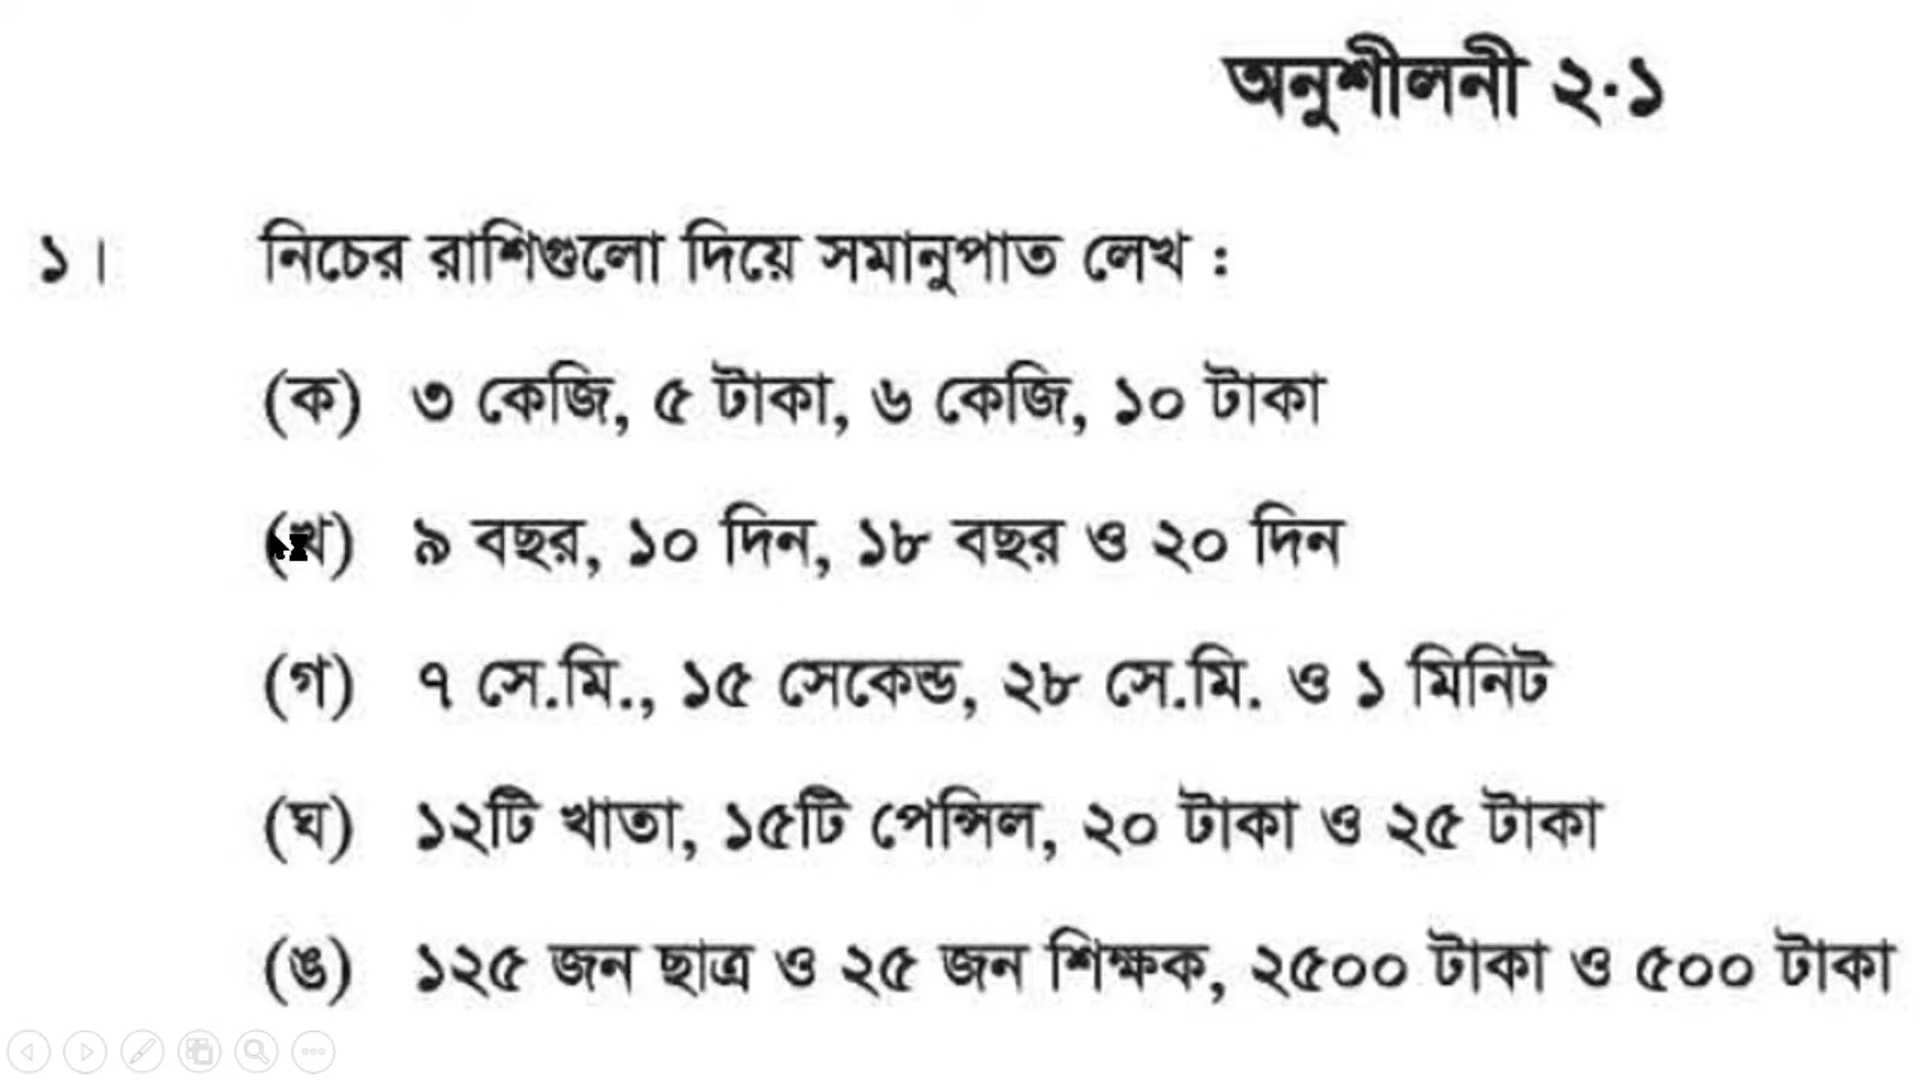 অনুশীলনী ২·১
১। নিচের রাশিগুলো দিয়ে সমানুপাত লেখ :
(ক) ৩ কেজি, ৫ টাকা, ৬ কেজি, ১০ টাকা
(খ) ৯ বছর, ১০ দিন, ১৮ বছর ও ২০ দিন
(গ) ৭ সে.মি., ১৫ সেকেন্ড, ২৮ সে.মি. ও ১ মিনিট
(ঘ) ১২টি খাতা, ১৫টি পেন্সিল, ২০ টাকা ও ২৫ টাকা
(ঙ) ১২৫ জন ছাত্র ও ২৫ জন শিক্ষক, ২৫০০ টাকা ও ৫০০ টাকা